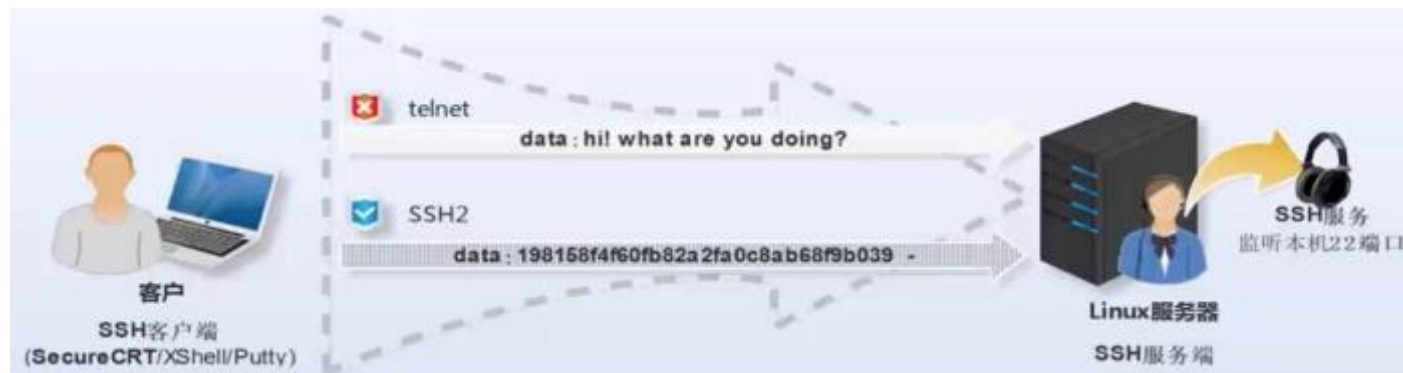 telnet
data:hi! what are you doing?
SSH2
data:198158f4f60fb82a2fa0c8ab68f9b039 -
客户
SSH客户端
(SecureCRT/XShell/Putty)
Linux服务器
SSH服务端
SSH服务
监听本机22端口